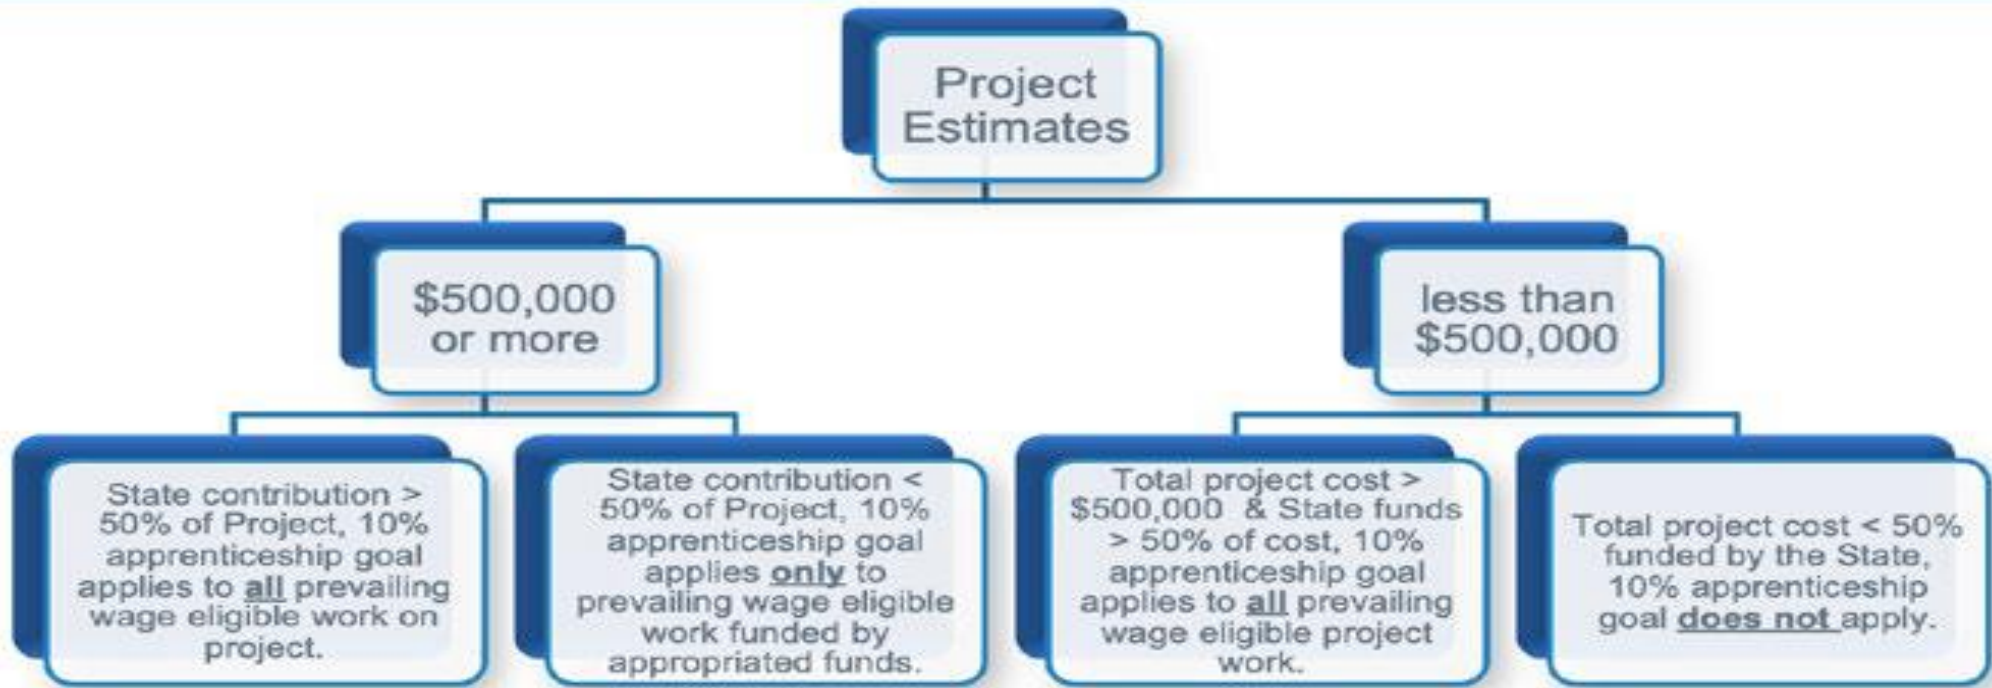 Project
Estimates
$500,000
or more
less than
$500,000
State contribution >
50% of Project, 10%
apprenticeship goal
applies to all prevailing
wage eligible work on
project.
State contribution <
50% of Project, 10%
apprenticeship goal
applies only to
prevailing wage eligible
work funded by
appropriated funds.
Total project cost >
$500,000 & State funds
> 50% of cost, 10%
apprenticeship goal
applies to all prevailing
wage eligible project
work.
Total project cost < 50%
funded by the State,
10% apprenticeship
goal does not apply.